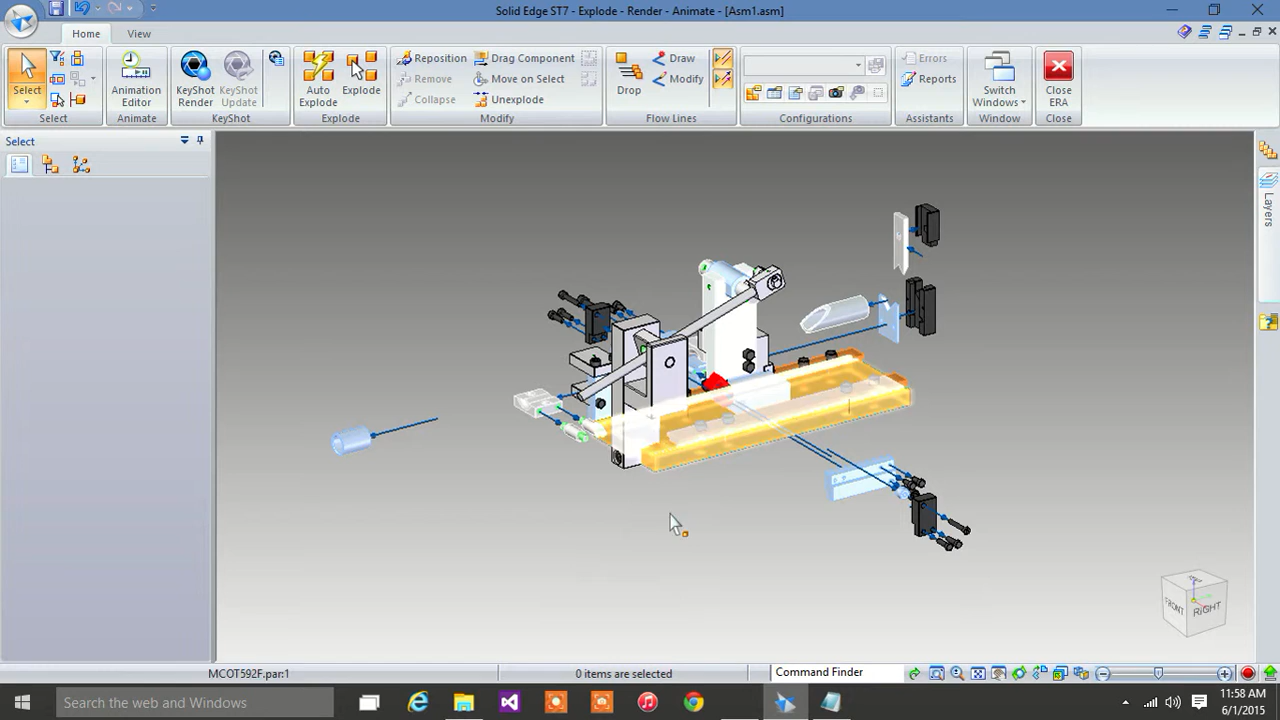 Solid Edge ST7 - Explode - Render - Animate - [Asm1.asm]
Home
View
Select
Animation Editor
KeyShot Render
KeyShot Update
Auto Explode
Explode
Reposition
Remove
Collapse
Drag Component
Move on Select
Unexplode
Drop
Draw
Modify
Errors
Reports
Switch Windows
Close ERA
Select
Animate
KeyShot
Explode
Modify
Flow Lines
Configurations
Assistants
Window
Close
Select
Layers
FRONT
RIGHT
MCOT592F.par:1
0 items are selected
Command Finder
Search the web and Windows
11:58 AM
6/1/2015